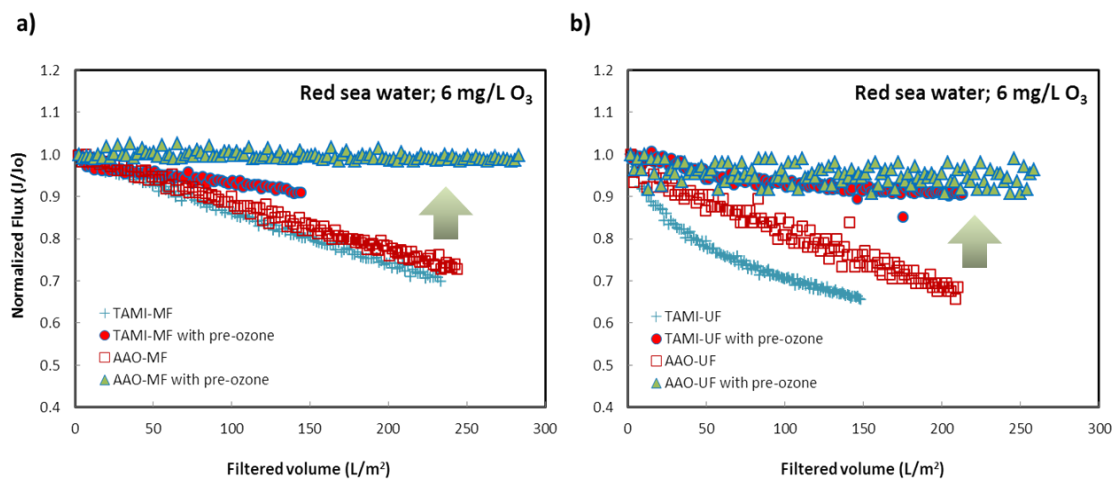 a)
Red sea water; 6 mg/L O₃
Normalized Flux (J/Jo)
1.2
1.1
1.0
0.9
0.8
0.7
0.6
0.5
0.4
TAMI-MF
TAMI-MF with pre-ozone
AAO-MF
AAO-MF with pre-ozone
0 50 100 150 200 250 300
Filtered volume (L/m²)
b)
Red sea water; 6 mg/L O₃
1.2
1.1
1.0
0.9
0.8
0.7
0.6
0.5
0.4
TAMI-UF
TAMI-UF with pre-ozone
AAO-UF
AAO-UF with pre-ozone
0 50 100 150 200 250 300
Filtered volume (L/m²)